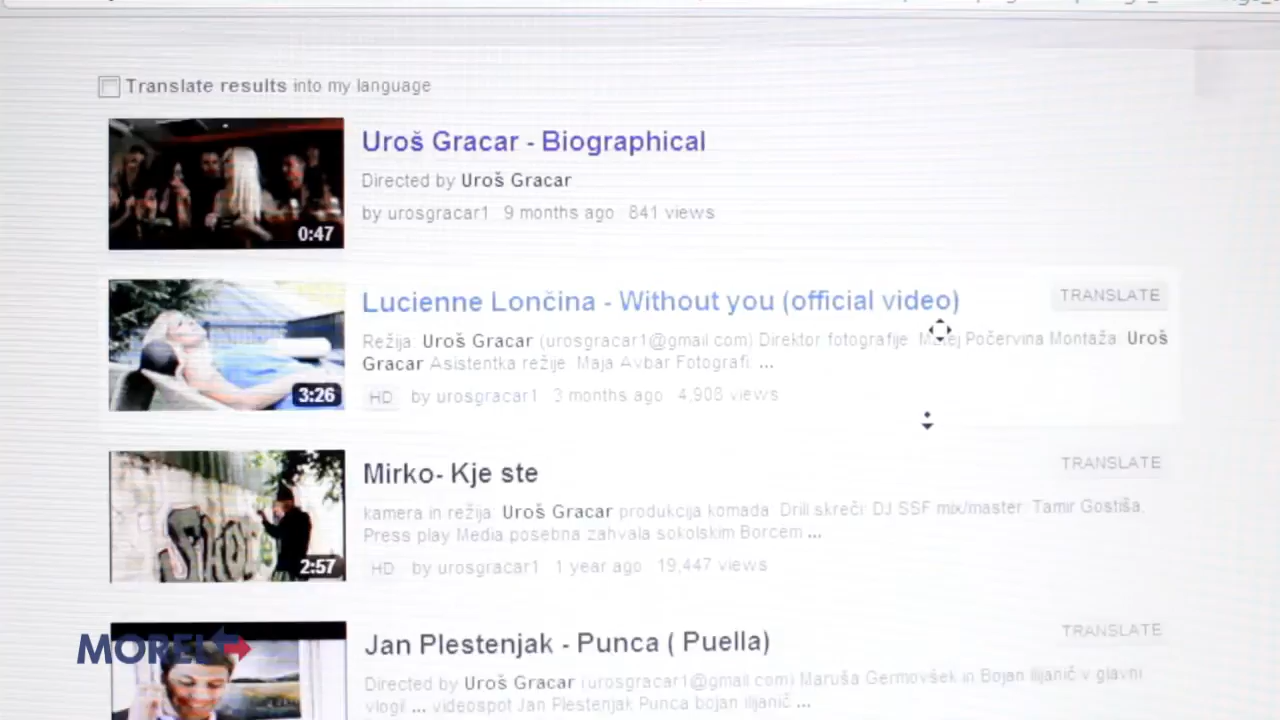 Translate results into my language
Uroš Gracar - Biographical
Directed by Uroš Gracar
by urosgracar1 9 months ago 841 views
0:47
Lucienne Lončina - Without you (official video)
TRANSLATE
Režija Uroš Gracar (urosgracar1@gmail.com) Direktor fotografije Matej Počervina Montaža Uroš
Gracar Asistentka režije Maja Avbar Fotografi: ...
3:26
HD by urosgracar1 3 months ago 4,908 views
Mirko- Kje ste
TRANSLATE
kamera in režija Uroš Gracar produkcija komada Drill skreči: DJ SSF mix/master: Tamir Gostiša,
Press play Media posebna zahvala sokolskim Borcem ...
2:57
HD by urosgracar1 1 year ago 19,447 views
Jan Plestenjak - Punca ( Puella)
TRANSLATE
Directed by Uroš Gracar (urosgracar1@gmail.com) Maruša Germovšek in Bojan ilijanič v glavni
vlogi ... videospot Jan Plestenjak Punca bojan ilijanič ...
MOREL